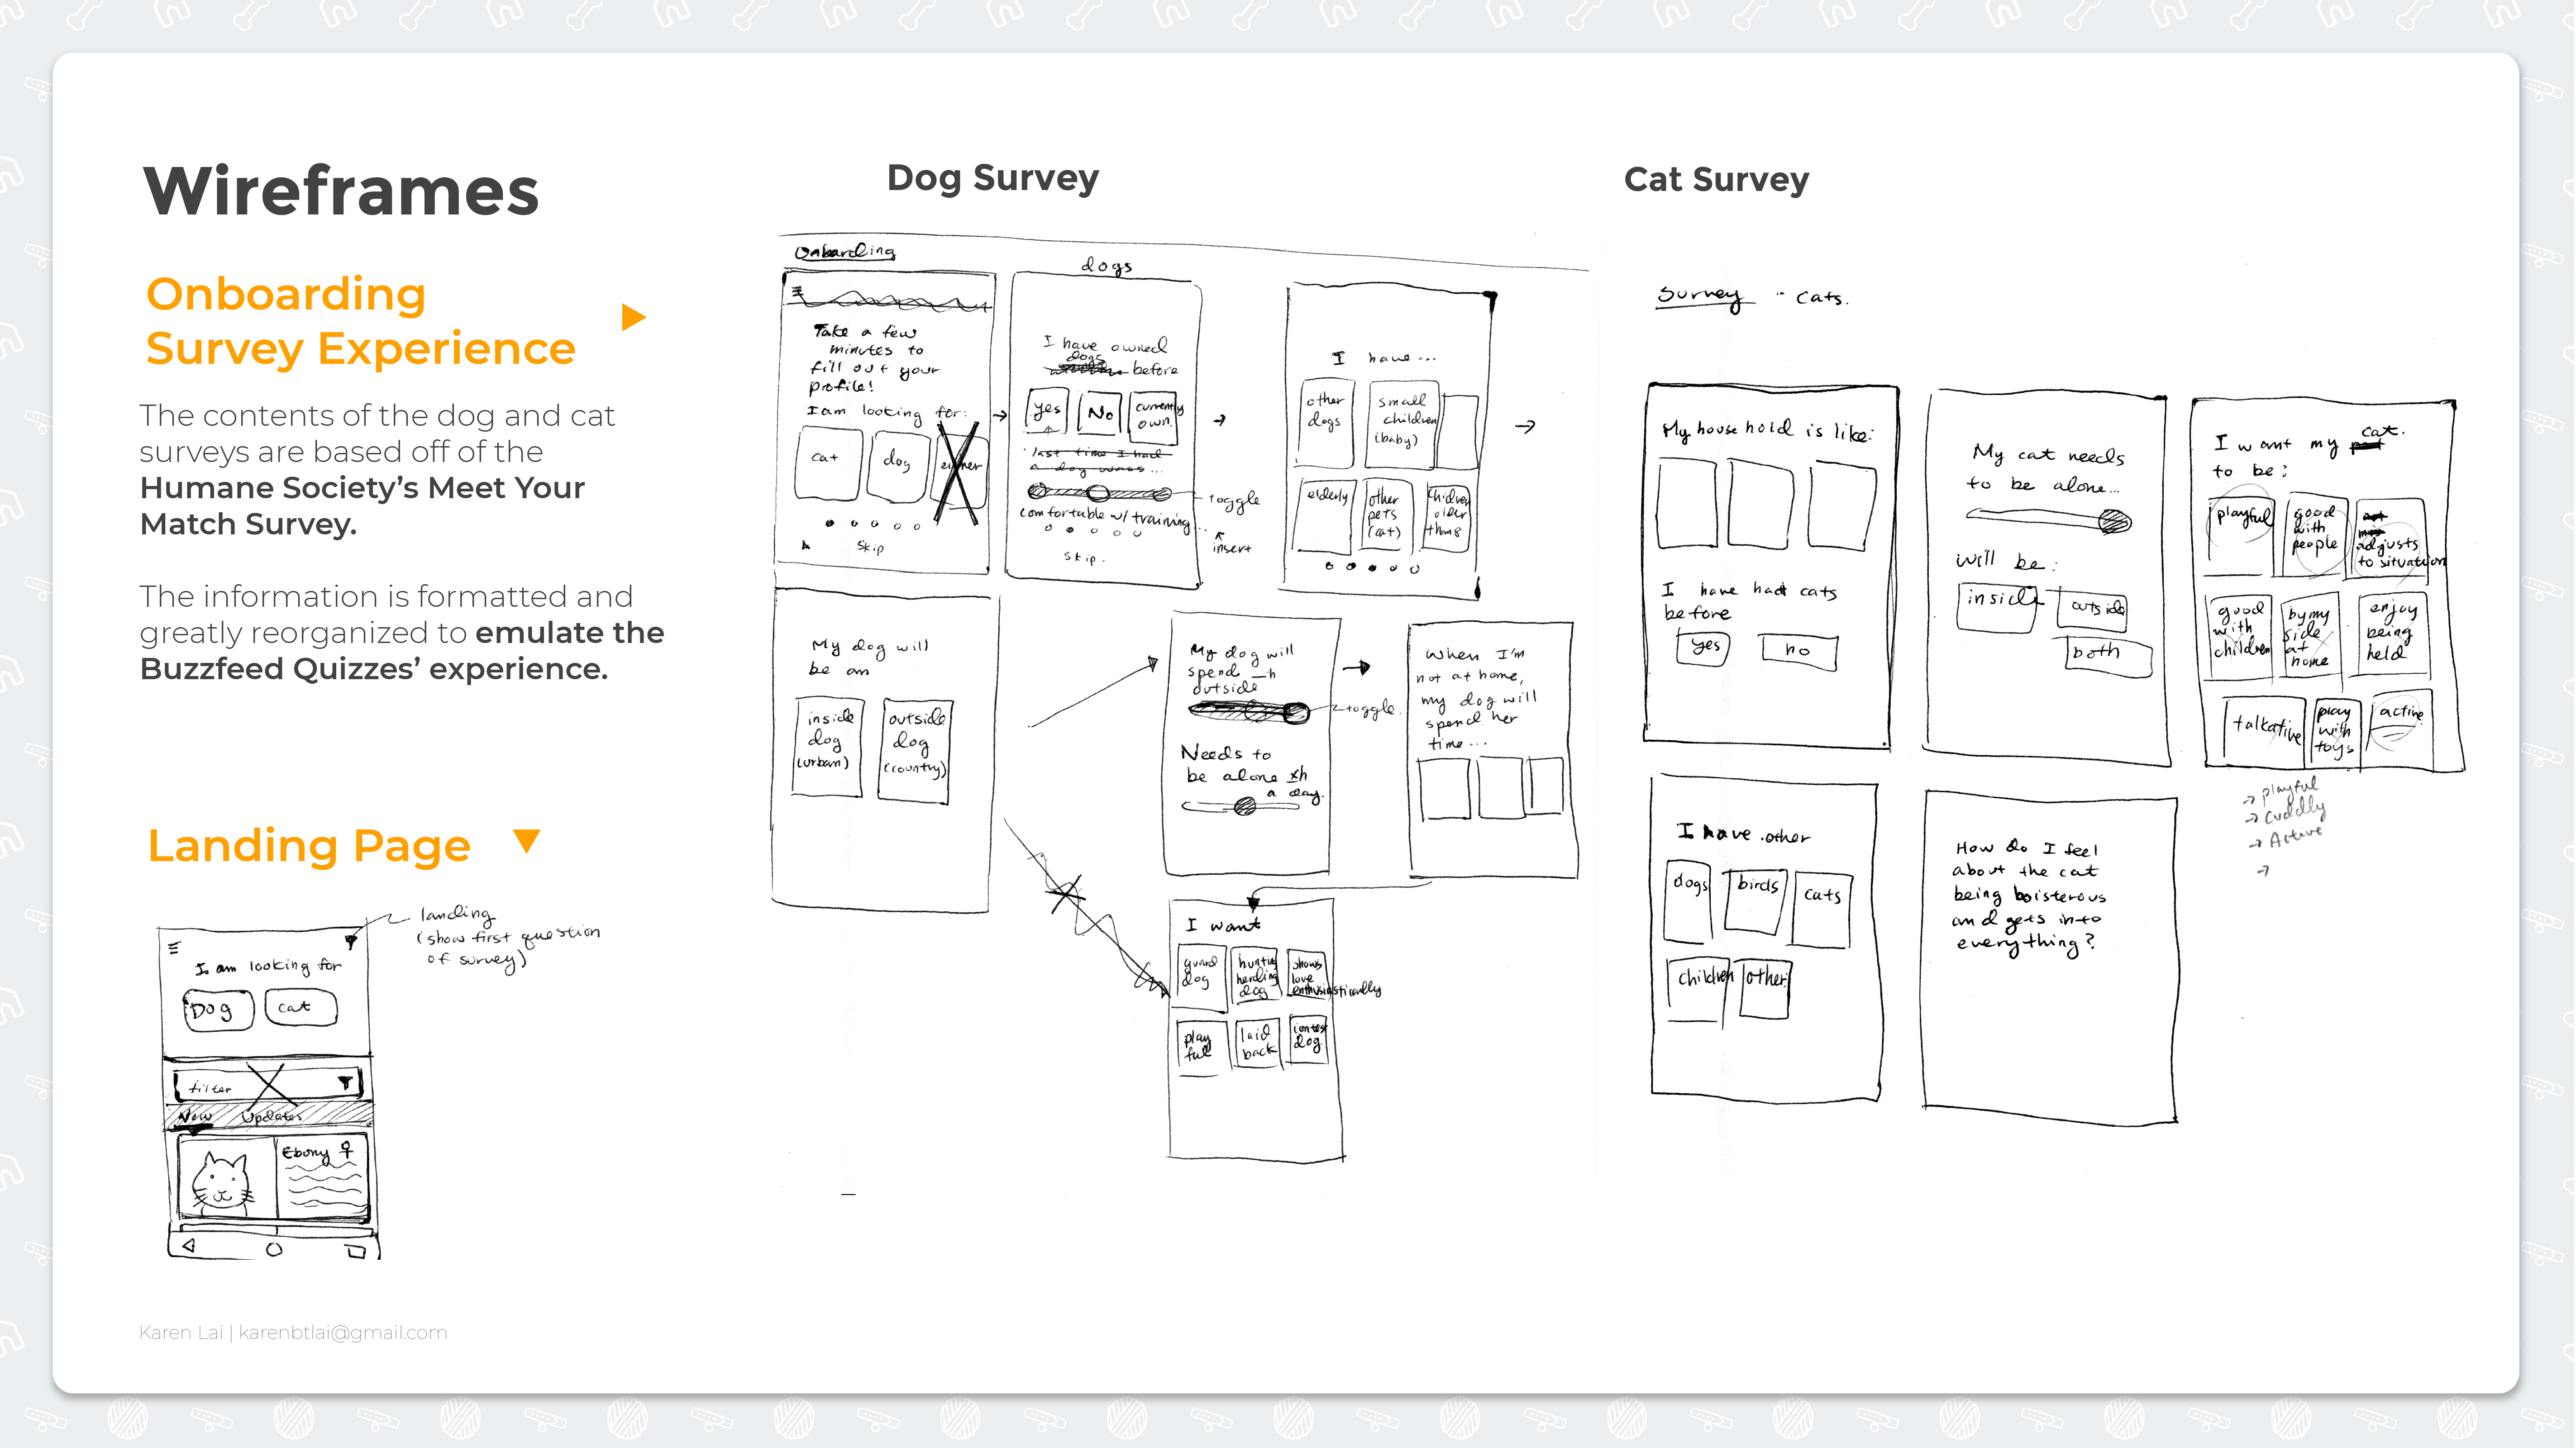 Wireframes
Onboarding
Survey Experience
The contents of the dog and cat
surveys are based off of the
Humane Society's Meet Your
Match Survey.
The information is formatted and
greatly reorganized to emulate the
Buzzfeed Quizzes' experience.
Landing Page
landing
(show first question
of survey)
I am looking for
Dog
cat
filter
New
Updates
Ebony
Karen Lai | karenbtlai@gmail.com
Dog Survey
Onboarding
Take a few
minutes to
fill out your
profile!
I am looking for:
cat
dog
either
Skip
dogs
I have owned
dogs
before
yes
No
currently
own.
last time I had
a dog was...
toggle
comfortable w/ training...
insert
Skip.
I have...
other
dogs
small
children
(baby)
elderly
other
pets
(cat)
Children
older
than 8
My dog will
be an
inside
dog
(urban)
outside
dog
(country)
My dog will
spend _h
outside
toggle.
Needs to
be alone xh
a day.
When I'm
not at home,
my dog will
spend her
time...
I want
guard
dog
hunting
herding
dog
shows
love
enthusiastically
play
ful
laid
back
dog
Cat Survey
Survey - cats.
My household is like:
I have had cats
before
yes
no
My cat needs
to be alone...
will be:
inside
outside
both
I want my cat.
to be:
playful
good
with
people
adjusts
to situation
good
with
children
by my
side
at
home
enjoy
being
held
talkative
play
with
toys
active
→ playful
→ Cuddly
→ Active
→
I have other
dogs
birds
cats
children
other
How do I feel
about the cat
being boisterous
and gets into
everything?